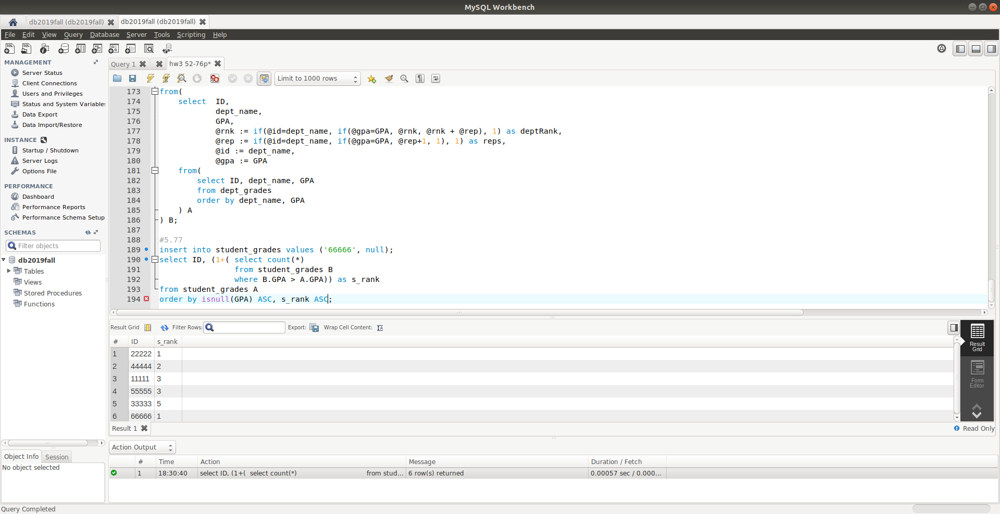 MySQL Workbench
db2019fall (db2019fall)
db2019fall (db2019fall)
File Edit View Query Database Server Tools Scripting Help
MANAGEMENT
Server Status
Client Connections
Users and Privileges
Status and System Variables
Data Export
Data Import/Restore
INSTANCE
Startup / Shutdown
Server Logs
Options File
PERFORMANCE
Dashboard
Performance Reports
Performance Schema Setup
SCHEMAS
Filter objects
db2019fall
Tables
Views
Stored Procedures
Functions
Object Info Session
No object selected
Query 1 hw3 52-76p*
Limit to 1000 rows
173 from(
174 select  ID,
175 dept_name,
176 GPA,
177 @rnk := if(@id=dept_name, if(@gpa=GPA, @rnk, @rnk + @rep), 1) as deptRank,
178 @rep := if(@id=dept_name, if(@gpa=GPA, @rep+1, 1), 1) as reps,
179 @id := dept_name,
180 @gpa := GPA
181 from(
182 select ID, dept_name, GPA
183 from dept_grades
184 order by dept_name, GPA
185 ) A
186 ) B;
187
188 #5.77
189 insert into student_grades values ('66666', null);
190 select ID, (1+( select count(*)
191 from student_grades B
192 where B.GPA > A.GPA)) as s_rank
193 from student_grades A
194 order by isnull(GPA) ASC, s_rank ASC;
Result Grid Filter Rows: Export: Wrap Cell Content:
# ID s_rank
1 22222 1
2 44444 2
3 11111 3
4 55555 3
5 33333 5
6 66666 1
Result Grid
Form Editor
Result 1
Read Only
Action Output
# Time Action Message Duration / Fetch
1 18:30:40 select ID, (1+(  select count(*) from stud... 6 row(s) returned 0.00057 sec / 0.000...
Query Completed